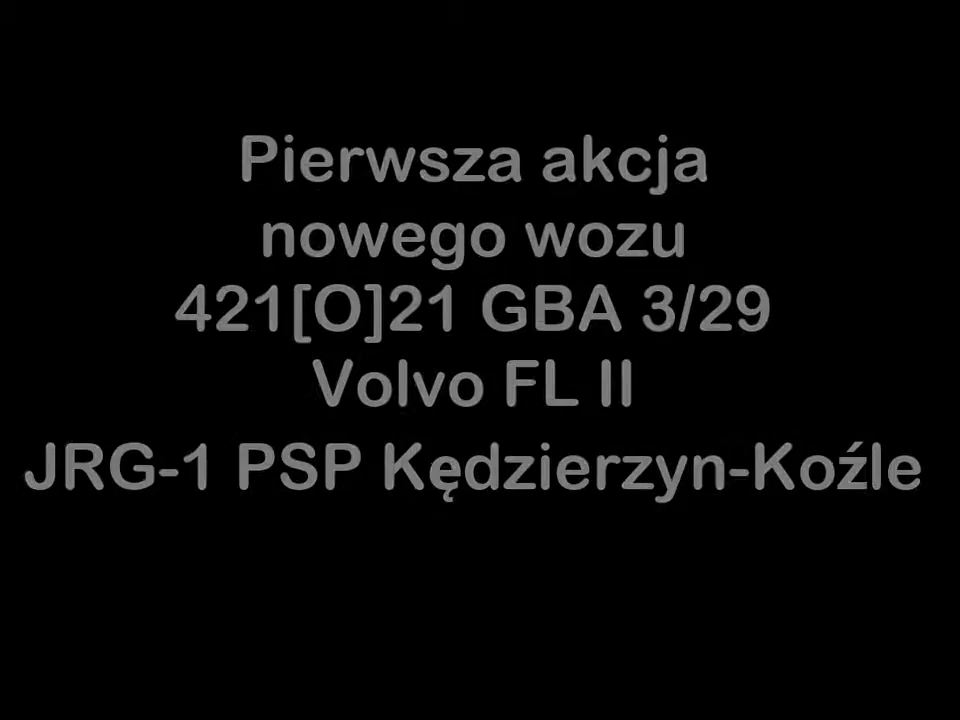 Pierwsza akcja
nowego wozu
421[O]21 GBA 3/29
Volvo FL II
JRG-1 PSP Kędzierzyn-Koźle